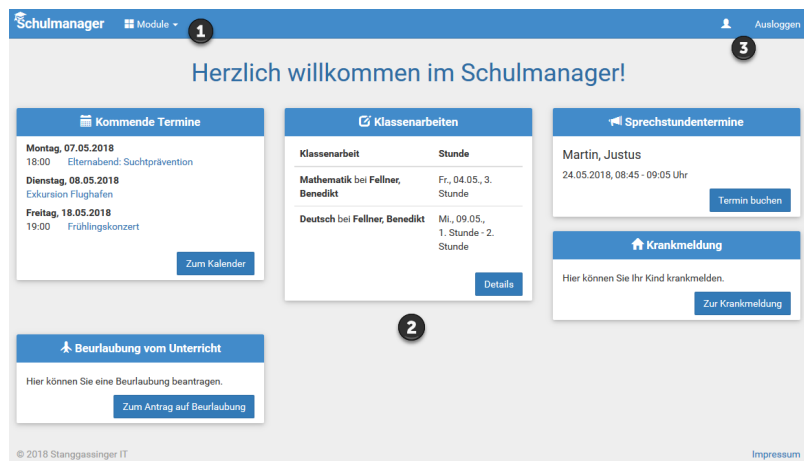 Schulmanager Module 1 Ausloggen
3
Herzlich willkommen im Schulmanager!
Kommende Termine
Montag, 07.05.2018
18:00 Elternabend: Suchtprävention
Dienstag, 08.05.2018
Exkursion Flughafen
Freitag, 18.05.2018
19:00 Frühlingskonzert
Zum Kalender
Klassenarbeiten
Klassenarbeit Stunde
Mathematik bei Fellner, Fr., 04.05., 3.
Benedikt Stunde
Deutsch bei Fellner, Benedikt Mi., 09.05.,
1. Stunde - 2.
Stunde
Details
Sprechstundentermine
Martin, Justus
24.05.2018, 08:45 - 09:05 Uhr
Termin buchen
Krankmeldung
Hier können Sie Ihr Kind krankmelden.
Zur Krankmeldung
2
Beurlaubung vom Unterricht
Hier können Sie eine Beurlaubung beantragen.
Zum Antrag auf Beurlaubung
© 2018 Stanggassinger IT Impressum